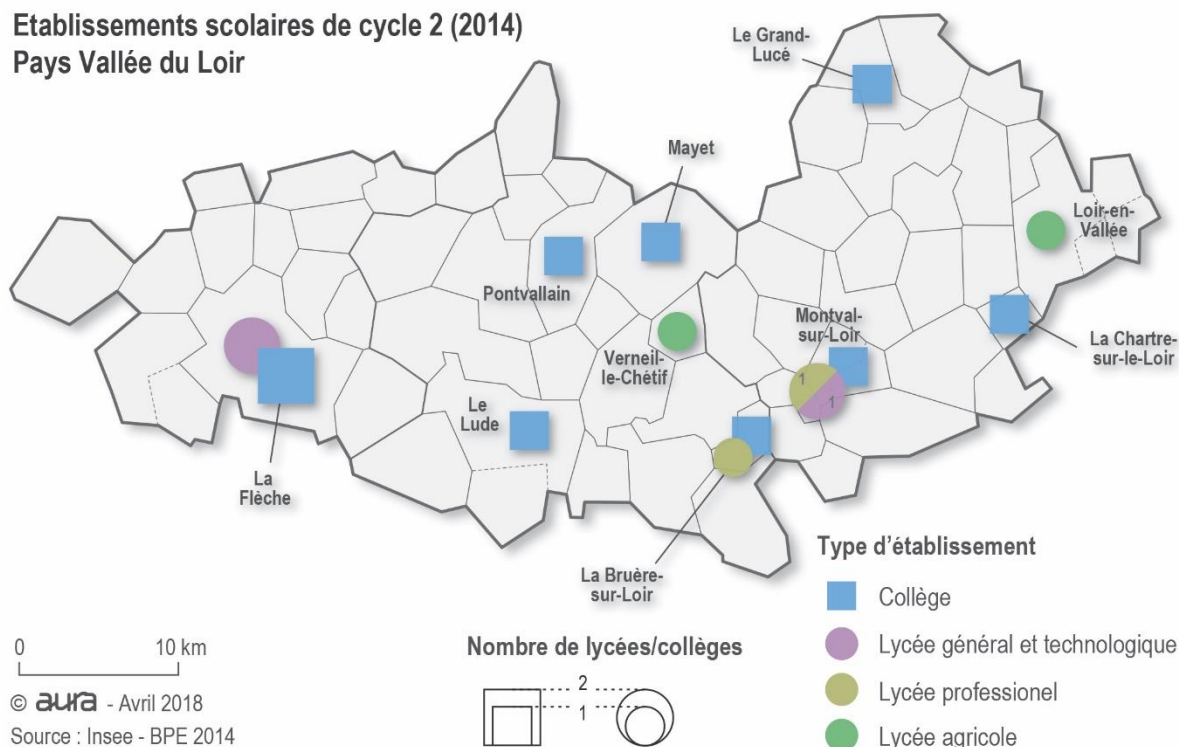 Etablissements scolaires de cycle 2 (2014)
Pays Vallée du Loir
Le Grand-
Lucé
Mayet
Loir-en-
Vallée
Pontvallain
Montval-
sur-Loir
La Chartre-
sur-le-Loir
Verneil-
le-Chétif
1
1
Le
Lude
La
Flèche
La Bruère-
sur-Loir
Type d'établissement
Collège
Lycée général et technologique
Lycée professionel
Lycée agricole
Nombre de lycées/collèges
2
1
0 10 km
© aura - Avril 2018
Source : Insee - BPE 2014